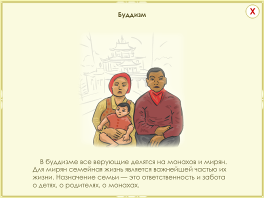 Буддизм
X
В буддизме все верующие делятся на монахов и мирян.
Для мирян семейная жизнь является важнейшей частью их
жизни. Назначение семьи — это ответственность и забота
о детях, о родителях, о монахах.